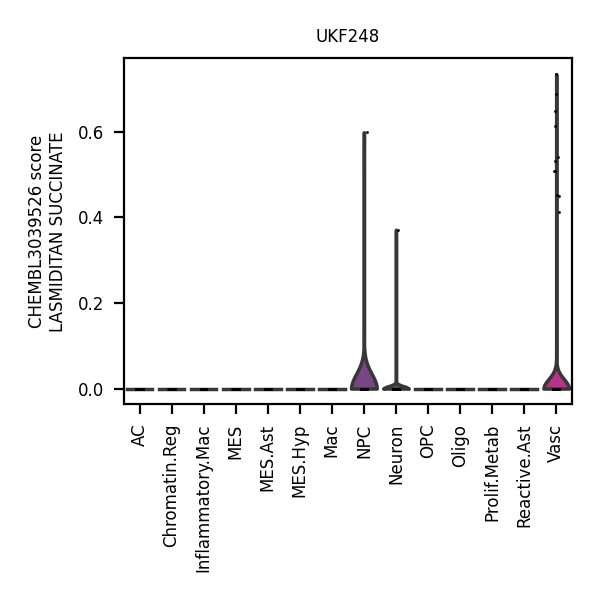 UKF248
CHEMBL3039526 score
LASMIDITAN SUCCINATE
0.6
0.4
0.2
0.0
AC
Chromatin.Reg
Inflammatory.Mac
MES
MES.Ast
MES.Hyp
Mac
NPC
Neuron
OPC
Oligo
Prolif.Metab
Reactive.Ast
Vasc